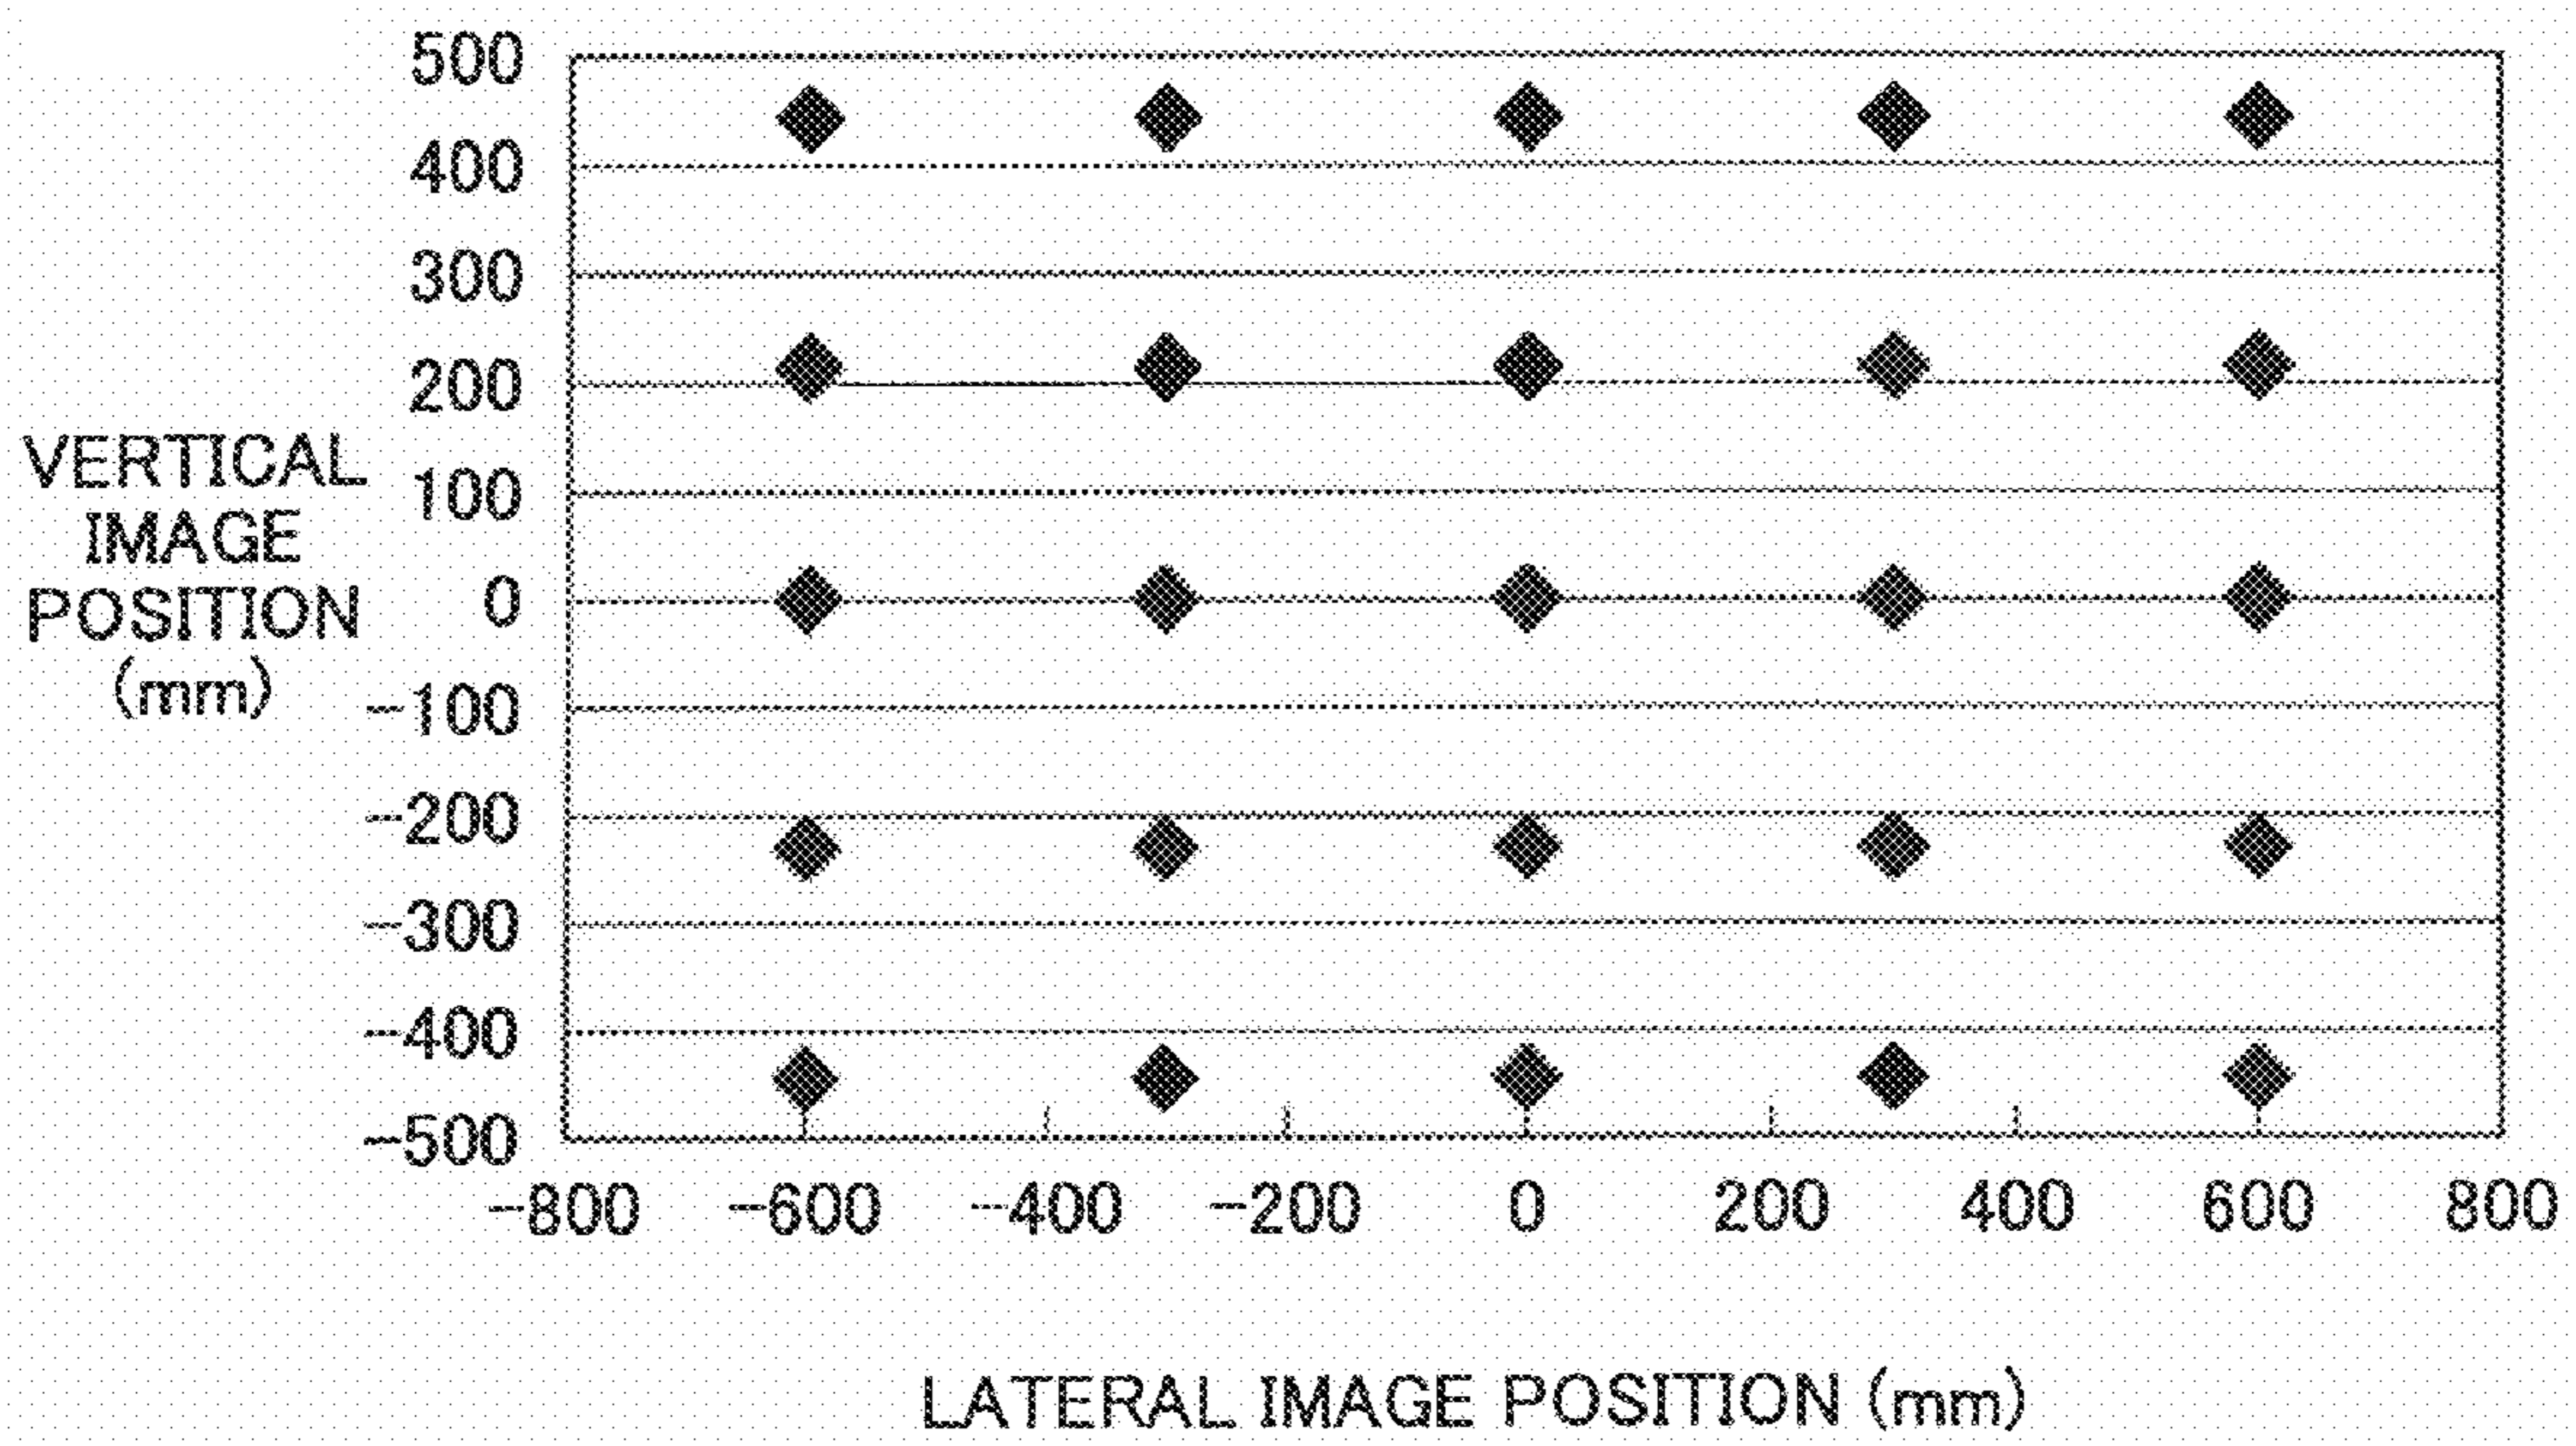 500
400
300
200
100
0
−100
−200
−300
−400
−500
VERTICAL
IMAGE
POSITION
(mm)
−800 −600 −400 −200 0 200 400 600 800
LATERAL IMAGE POSITION (mm)